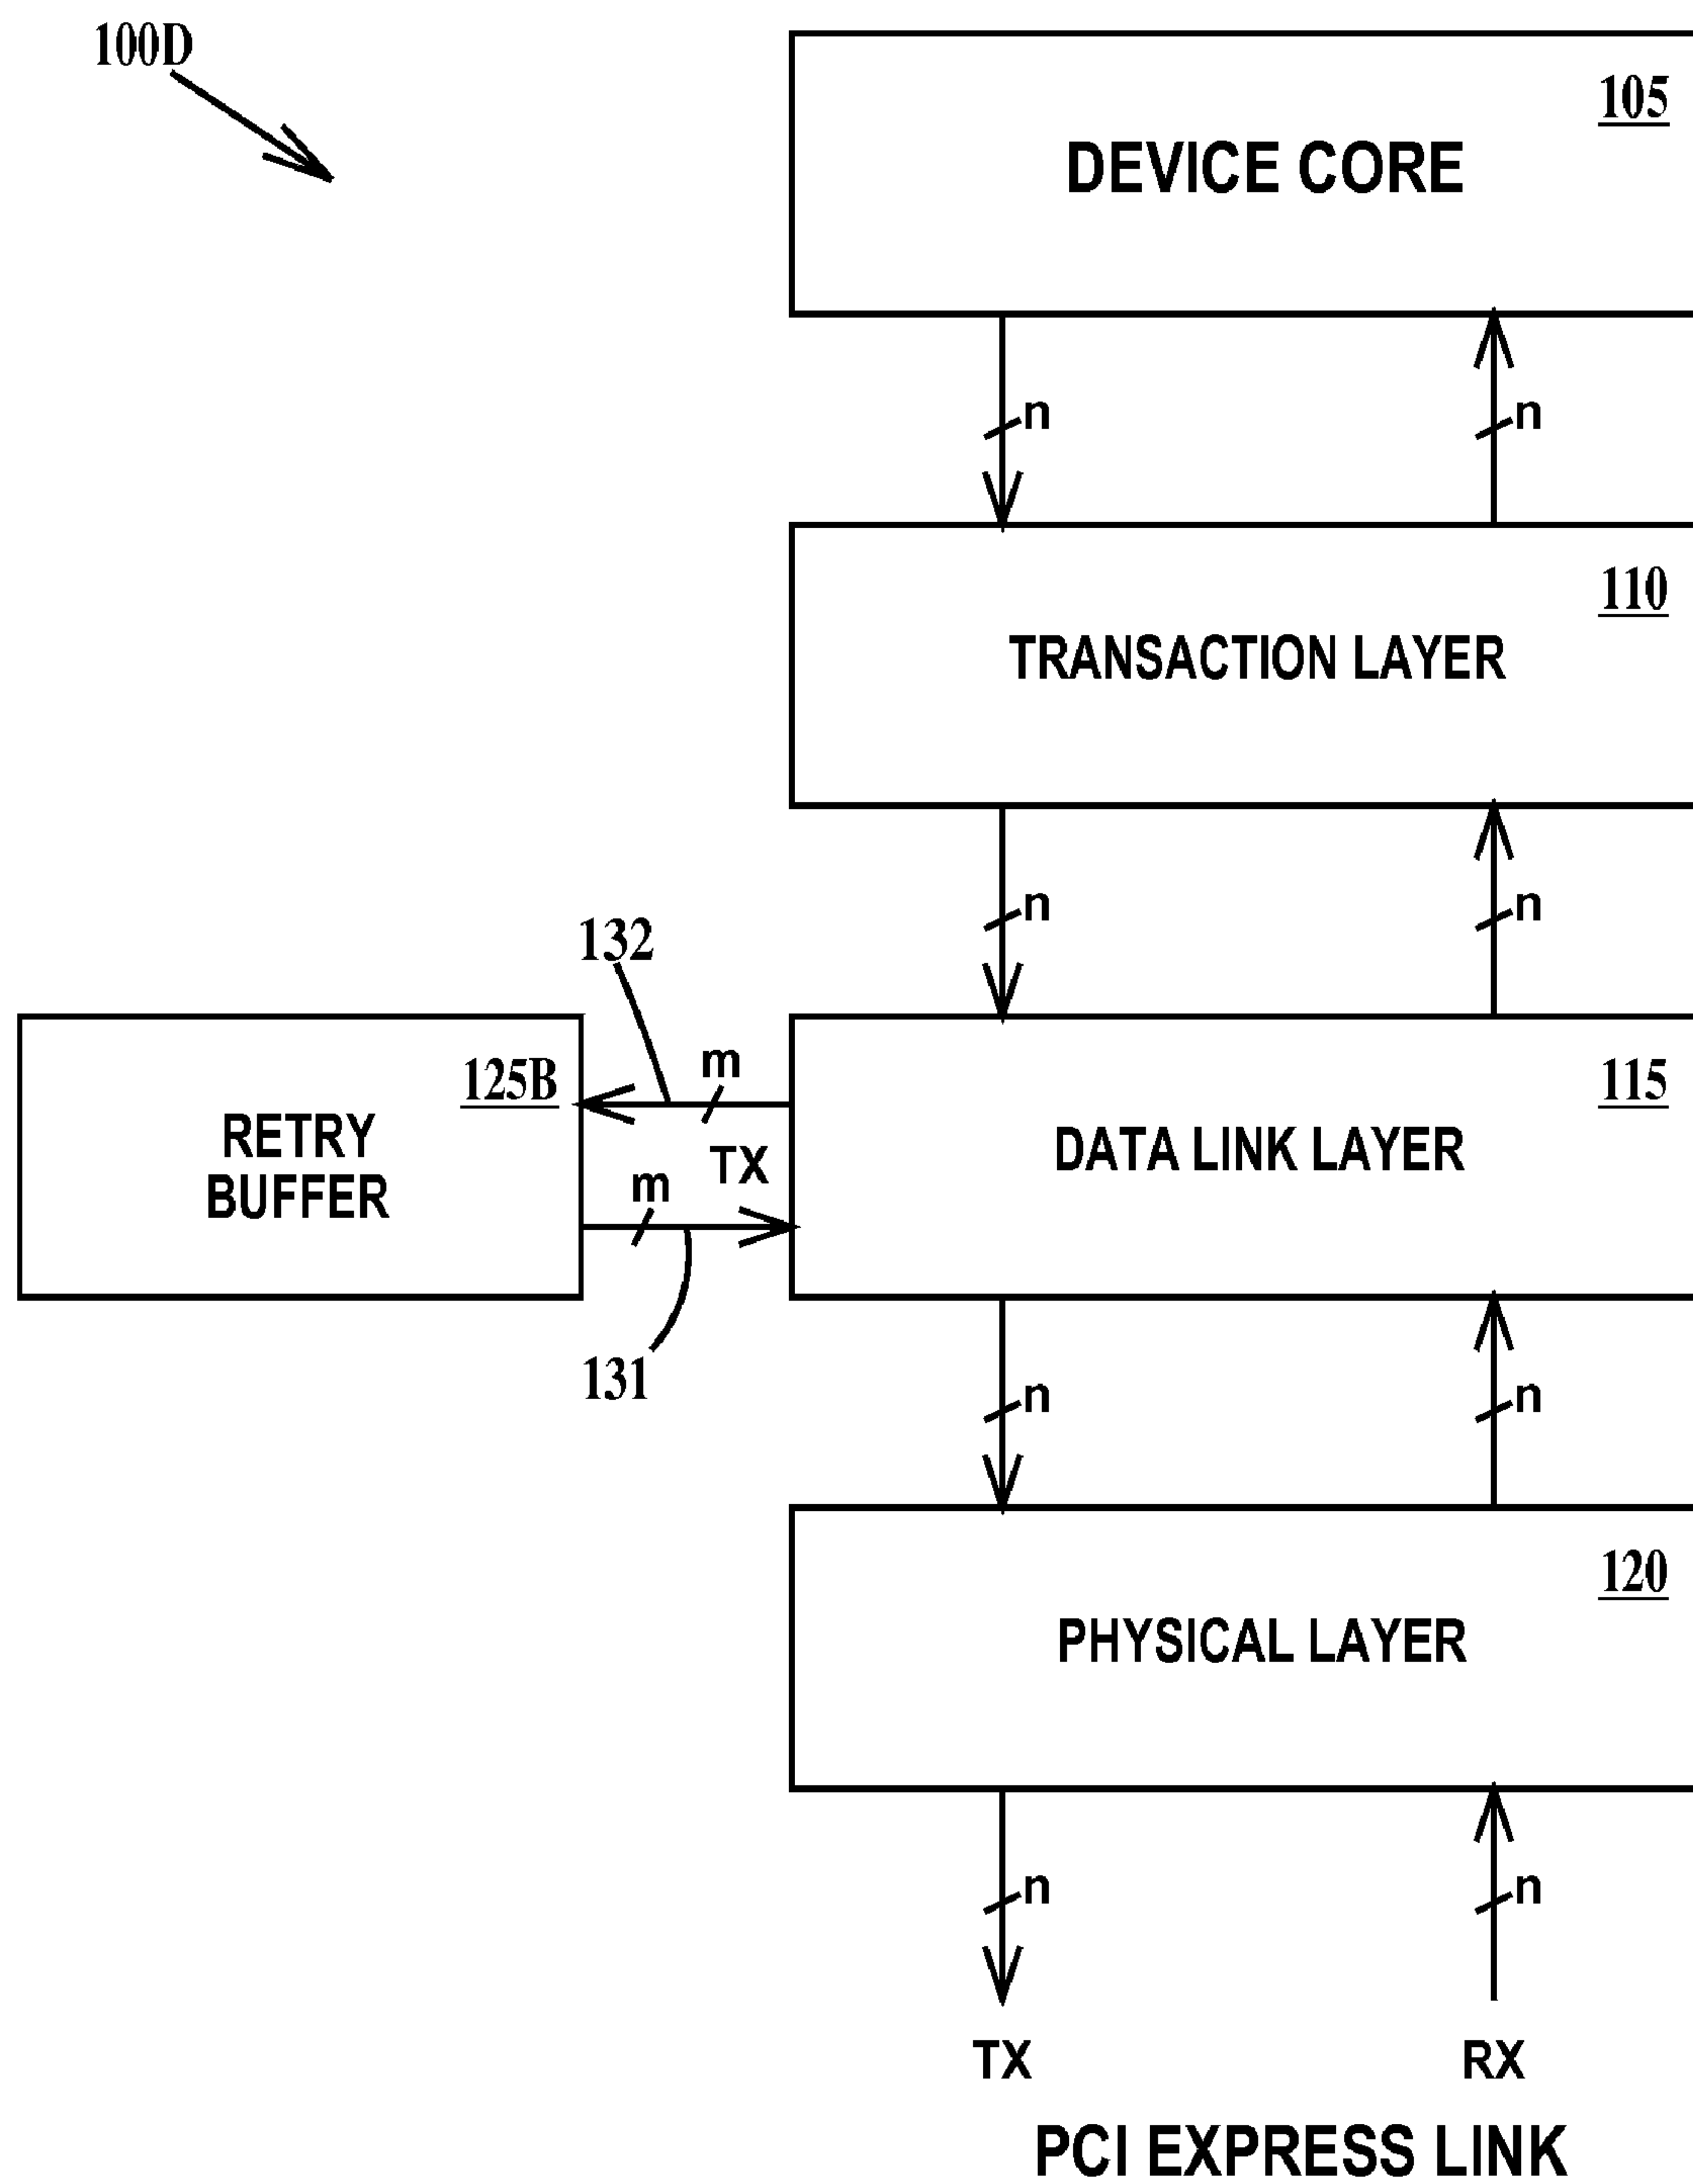 100D
105
DEVICE CORE
n
n
110
TRANSACTION LAYER
n
n
132
125B
RETRY
BUFFER
m
TX
m
131
115
DATA LINK LAYER
n
n
120
PHYSICAL LAYER
n
n
TX
RX
PCI EXPRESS LINK